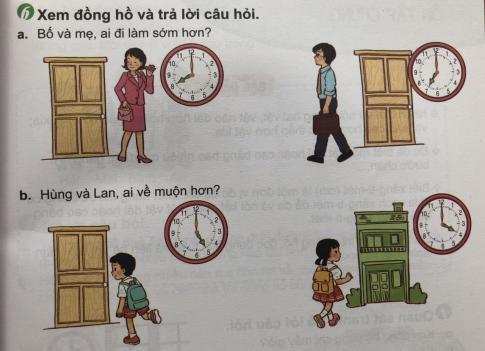 6 Xem đồng hồ và trả lời câu hỏi.
a. Bố và mẹ, ai đi làm sớm hơn?
b. Hùng và Lan, ai về muộn hơn?